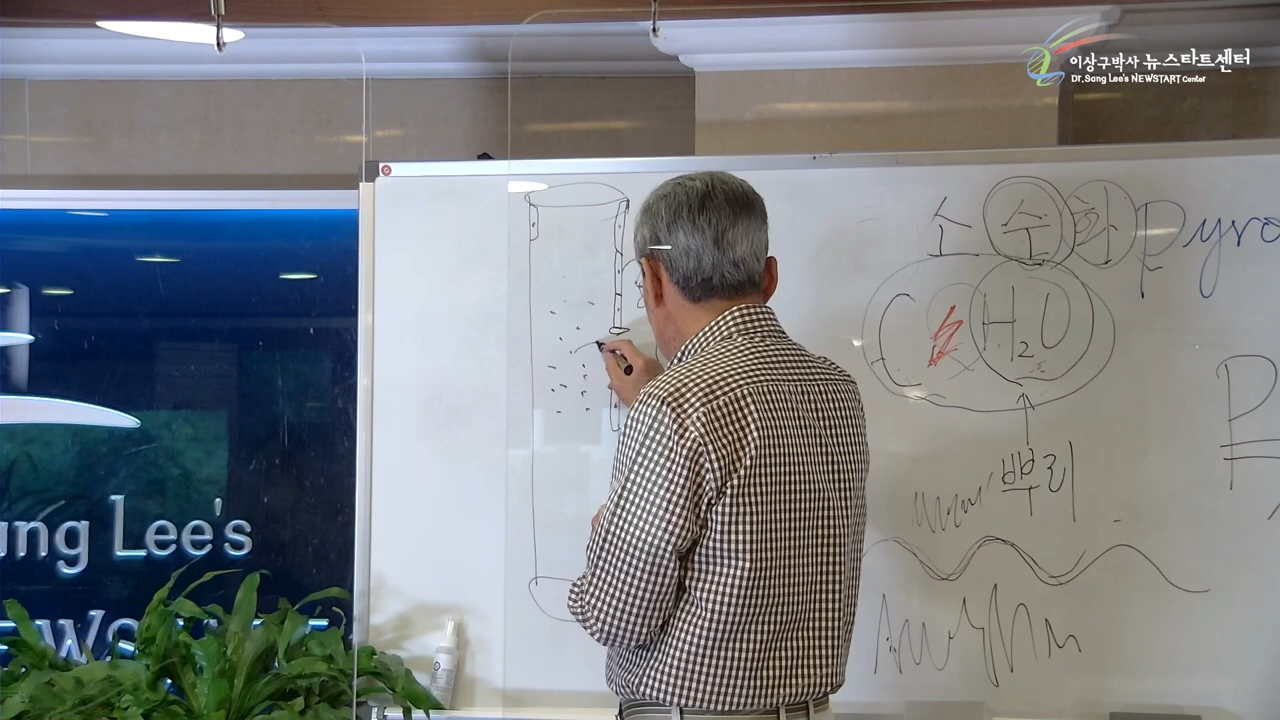 이상구박사 뉴스타트센터
Dr. Sang Lee's NEWSTART Center
소 수 화 pyro
C H₂O
뿌리
P
ang Lee's